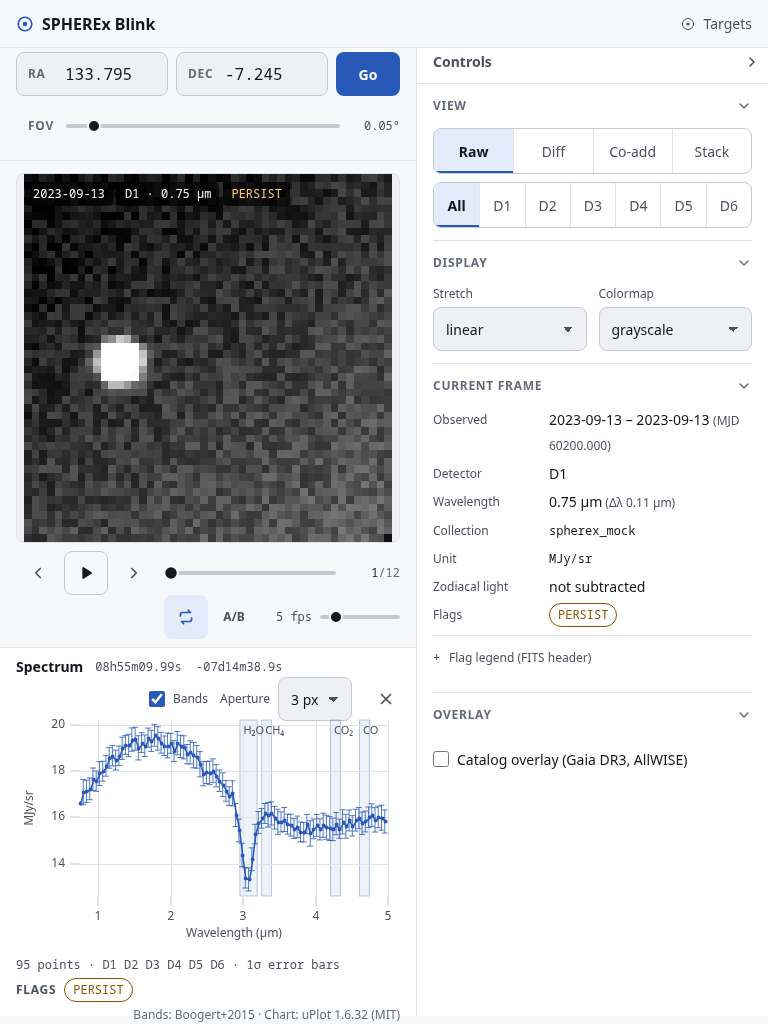 SPHEREx Blink
Targets
RA 133.795
DEC -7.245
Go
FOV 0.05°
2023-09-13 D1 · 0.75 µm PERSIST
1/12
A/B
5 fps
Spectrum 08h55m09.99s -07d14m38.9s
Bands Aperture 3 px
H₂O CH₄ CO₂ CO
20
18
16
14
MJy/sr
1 2 3 4 5
Wavelength (µm)
95 points · D1 D2 D3 D4 D5 D6 · 1σ error bars
FLAGS PERSIST
Bands: Boogert+2015 · Chart: uPlot 1.6.32 (MIT)
Controls
VIEW
Raw Diff Co-add Stack
All D1 D2 D3 D4 D5 D6
DISPLAY
Stretch Colormap
linear grayscale
CURRENT FRAME
Observed 2023-09-13 – 2023-09-13 (MJD
60200.000)
Detector D1
Wavelength 0.75 µm (Δλ 0.11 µm)
Collection spherex_mock
Unit MJy/sr
Zodiacal light not subtracted
Flags PERSIST
+ Flag legend (FITS header)
OVERLAY
Catalog overlay (Gaia DR3, AllWISE)